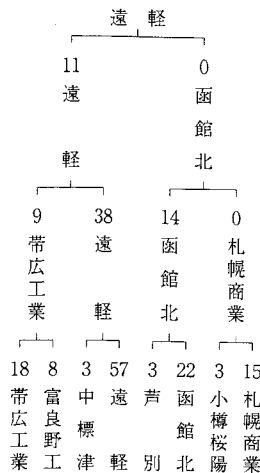 遠軽
11 0
遠軽 函館北
9 38 14 0
帯広工業 遠軽 函館北 札幌商業
18 8 3 57 3 22 3 15
帯広工業 富良野工 中標津 遠軽 芦別 函館北 小樽桜陽 札幌商業